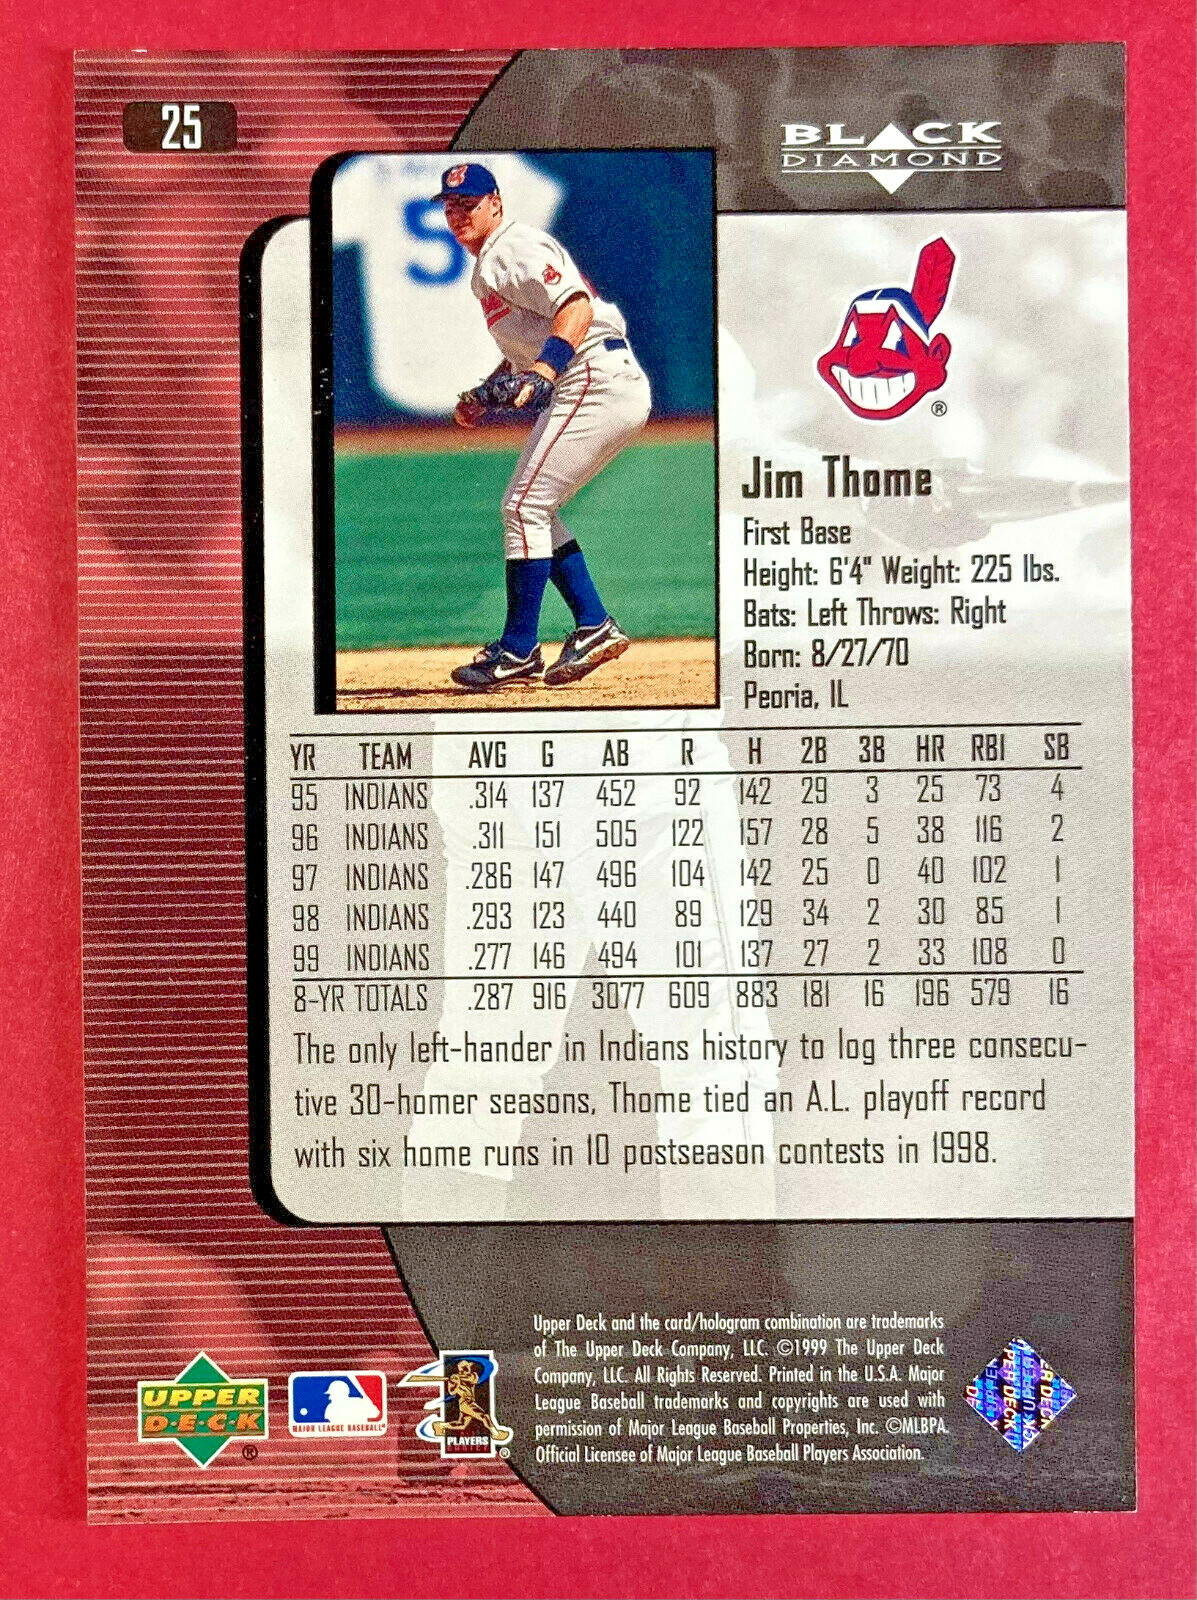 25
BLACK
DIAMOND
5
®
Jim Thome
First Base
Height: 6'4" Weight: 225 lbs.
Bats: Left Throws: Right
Born: 8/27/70
Peoria, IL
YR TEAM AVG G AB R H 2B 3B HR RBI SB
95 INDIANS .314 137 452 92 142 29 3 25 73 4
96 INDIANS .311 151 505 122 157 28 5 38 116 2
97 INDIANS .286 147 496 104 142 25 0 40 102 1
98 INDIANS .293 123 440 89 129 34 2 30 85 1
99 INDIANS .277 146 494 101 137 27 2 33 108 0
8-YR TOTALS .287 916 3077 609 883 181 16 196 579 16
The only left-hander in Indians history to log three consecu-
tive 30-homer seasons, Thome tied an A.L. playoff record
with six home runs in 10 postseason contests in 1998.
Upper Deck and the card/hologram combination are trademarks
of The Upper Deck Company, LLC. ©1999 The Upper Deck
Company, LLC. All Rights Reserved. Printed in the U.S.A. Major
League Baseball trademarks and copyrights are used with
permission of Major League Baseball Properties, Inc. ©MLBPA
Official Licensee of Major League Baseball Players Association.
UPPER
D·E·C·K
®
MAJOR LEAGUE BASEBALL
PLAYERS
®
UPPER DECK